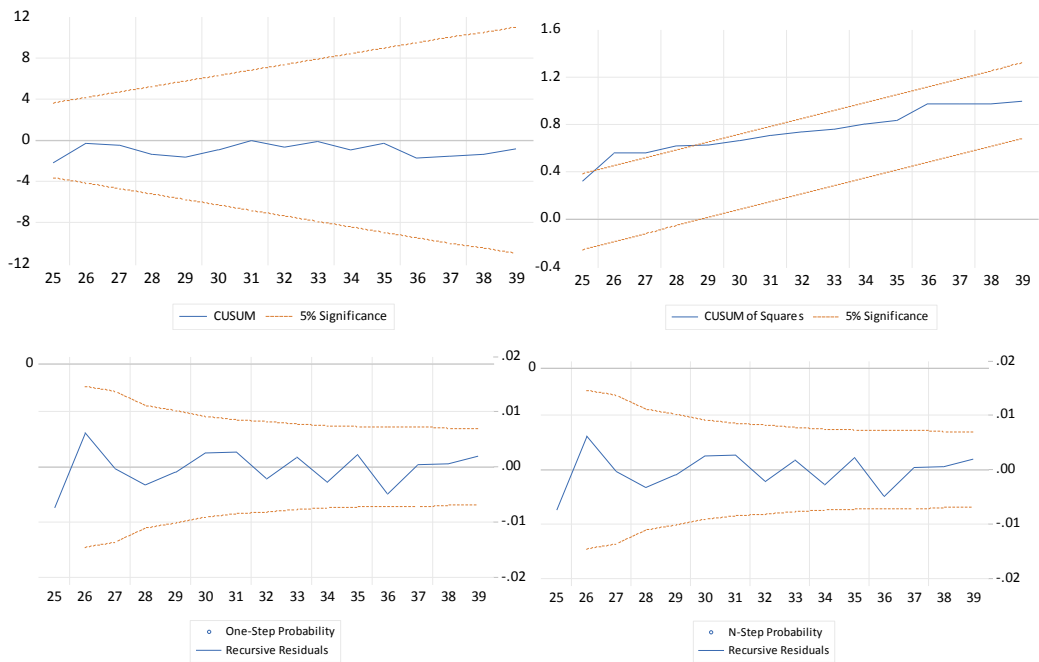 12
8
4
0
-4
-8
-12
25 26 27 28 29 30 31 32 33 34 35 36 37 38 39
CUSUM 5% Significance
1.6
1.2
0.8
0.4
0.0
-0.4
25 26 27 28 29 30 31 32 33 34 35 36 37 38 39
CUSUM of Squares 5% Significance
0
.02
.01
.00
-.01
-.02
25 26 27 28 29 30 31 32 33 34 35 36 37 38 39
One-Step Probability
Recursive Residuals
0
.02
.01
.00
-.01
-.02
25 26 27 28 29 30 31 32 33 34 35 36 37 38 39
N-Step Probability
Recursive Residuals